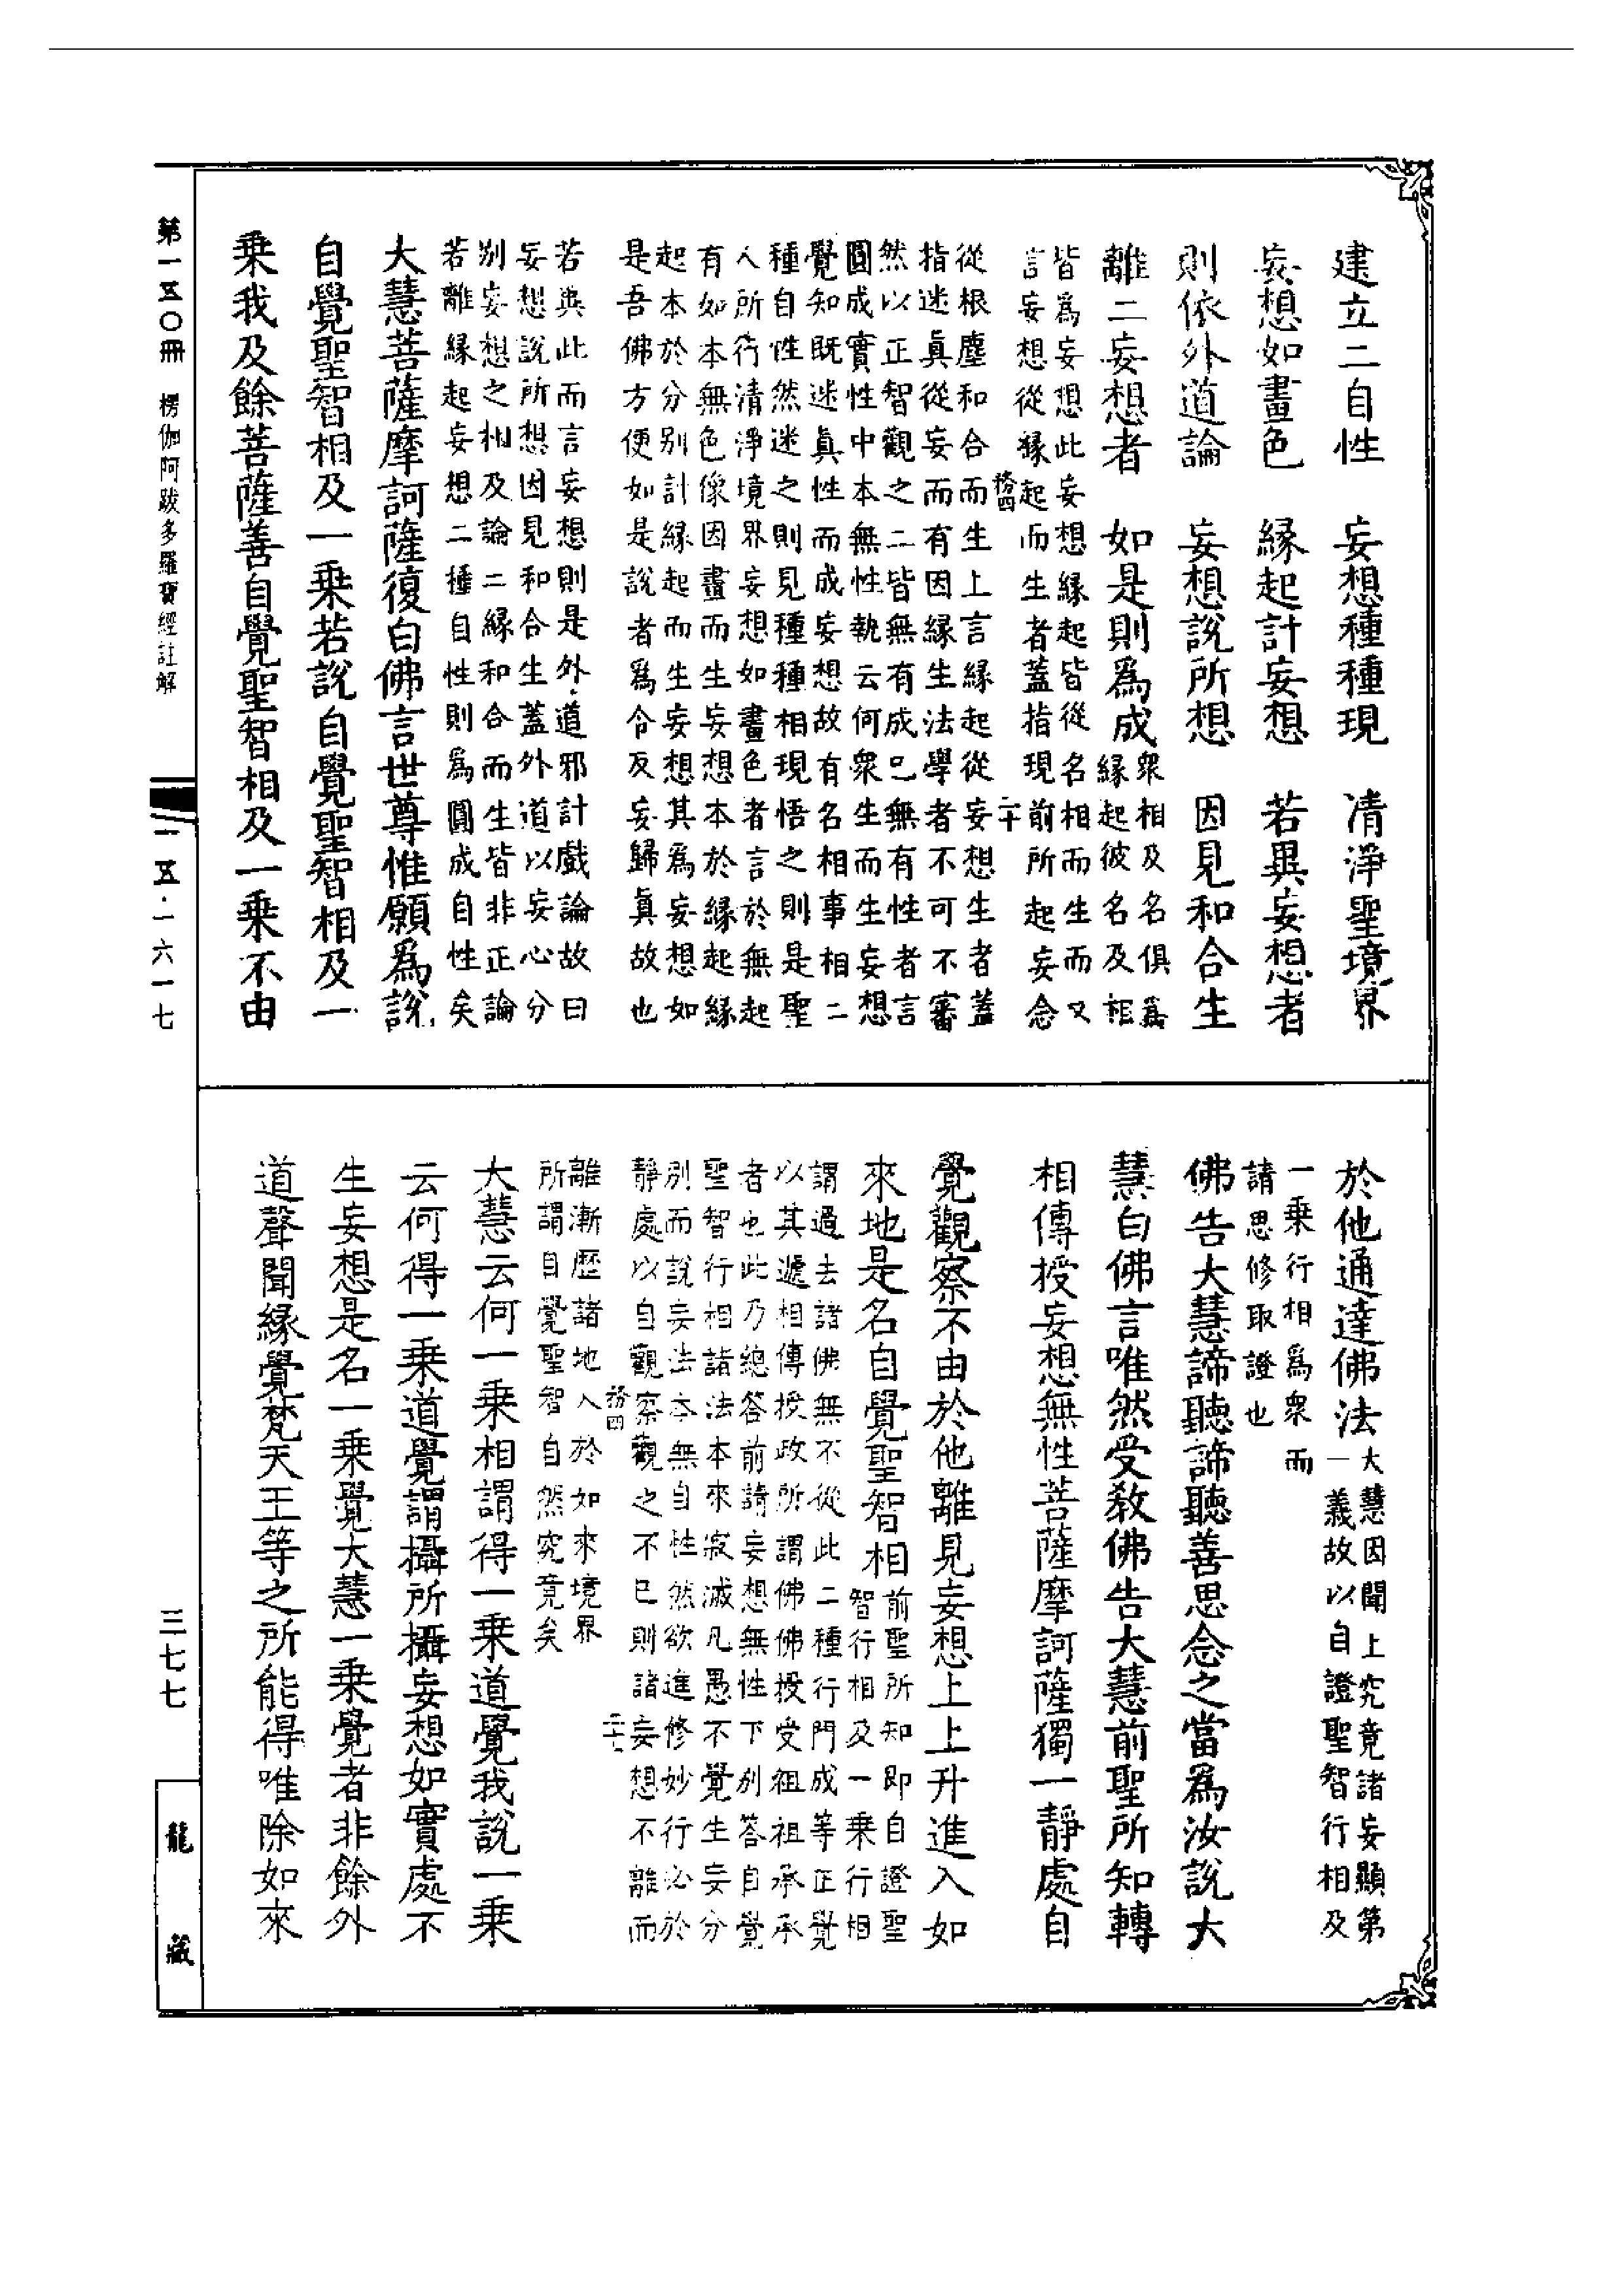 建立二自性　妄想種種現　清淨聖境界
妄想如畫色　緣起計妄想　若異妄想者
則依外道論　妄想說所想　因見和合生
離二妄想者　如是則爲成
衆相及名俱爲
緣起彼名及相
皆爲妄想此妄想緣起皆從名相而生而又
言妄想從緣起而生者蓋指現前所起妄念
務四
二十
從根塵和合而生上言緣起從妄想生者蓋
指迷眞從妄而有因緣生法學者不可不審
然以正智觀之二皆無有成已無有性者言
圓成實性中本無性執云何衆生而生妄想
覺知旣迷眞性而成妄想故有名相事相二
種自性然迷之則見種種相現悟之則是聖
人所行清淨境界妄想如畫色者言於無起
有如本無色像因畫而生妄想本於緣起緣
起本於分別計緣起而生妄想其爲妄想如
是吾佛方便如是說者爲令反妄歸眞故也
若異此而言妄想則是外道邪計戲論故曰
妄想說所想因見和合生蓋外道以妄心分
別妄想之相及論二緣和合而生皆非正論
若離緣起妄想二種自性則爲圓成自性矣
大慧菩薩摩訶薩復白佛言世尊惟願爲說
自覺聖智相及一乘若說自覺聖智相及一
乘我及餘菩薩善自覺聖智相及一乘不由
第一五〇冊　楞伽阿跋多羅寶經註解
一五·一六一七
於他通達佛法
大慧因聞上究竟諸妄顯第
一義故以自證聖智行相及
一乘行相爲衆而
請思修取證也
佛告大慧諦聽諦聽善思念之當爲汝說大
慧白佛言唯然受教佛告大慧前聖所知轉
相傳授妄想無性菩薩摩訶薩獨一靜處自
覺觀察不由於他離見妄想上上升進入如
來地是名自覺聖智相
前聖所知即自證聖
智行相及一乘行相
謂過去諸佛無不從此二種行門成等正覺
以其遞相傳授政所謂佛佛授受祖祖承承
者也此乃總答前請妄想無性下別答自覺
聖智行相諸法本來寂滅凡愚不覺生妄分
別而說妄法本無自性然欲進修妙行必於
靜處以自觀察觀之不已則諸妄想不離而
務四
二十一
離漸歷諸地入於如來境界
所謂自覺聖智自然究竟矣
大慧云何一乘相謂得一乘道覺我說一乘
云何得一乘道覺謂攝所攝妄想如實處不
生妄想是名一乘覺大慧一乘覺者非餘外
道聲聞緣覺梵天王等之所能得唯除如來
三七七
龍藏